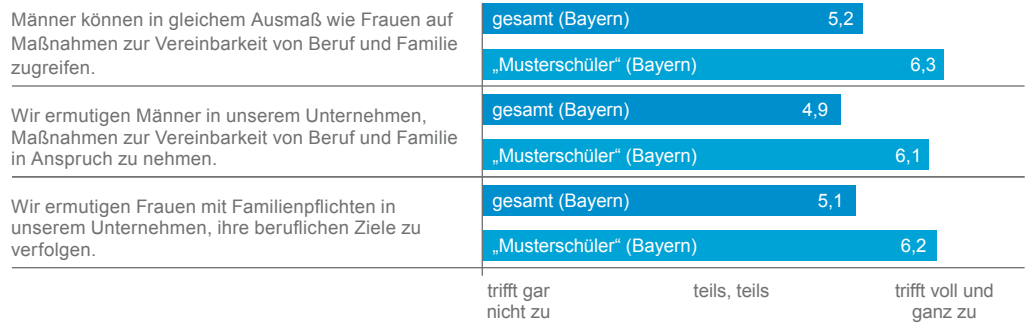 Männer können in gleichem Ausmaß wie Frauen auf
Maßnahmen zur Vereinbarkeit von Beruf und Familie
zugreifen.
gesamt (Bayern) 5,2
„Musterschüler“ (Bayern) 6,3
Wir ermutigen Männer in unserem Unternehmen,
Maßnahmen zur Vereinbarkeit von Beruf und Familie
in Anspruch zu nehmen.
gesamt (Bayern) 4,9
„Musterschüler“ (Bayern) 6,1
Wir ermutigen Frauen mit Familienpflichten in
unserem Unternehmen, ihre beruflichen Ziele zu
verfolgen.
gesamt (Bayern) 5,1
„Musterschüler“ (Bayern) 6,2
trifft gar
nicht zu
teils, teils
trifft voll und
ganz zu